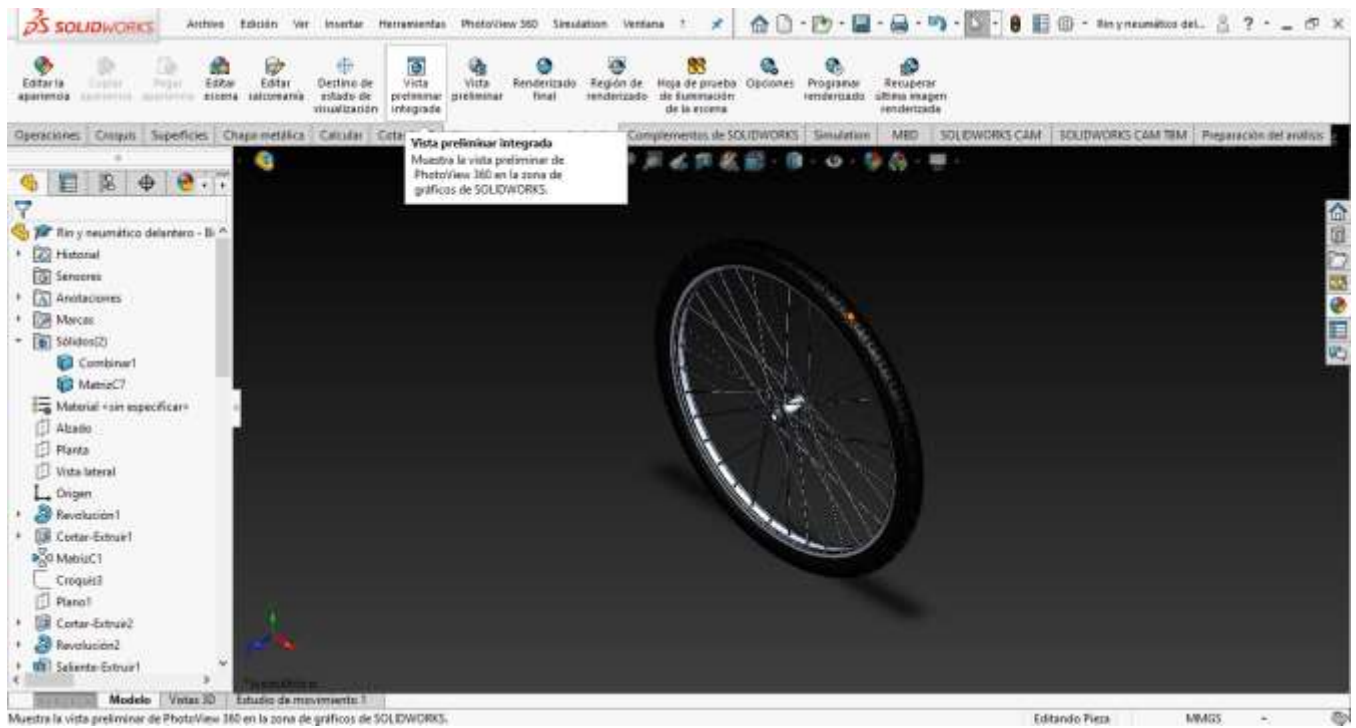 SOLIDWORKS Archivo Edición Ver Insertar Herramientas PhotoView 360 Simulation Ventana ? Rin y neumático del... ?
Editar la apariencia
Copiar apariencia
Pegar apariencia
Editar escena
Editar calcomanía
Destino de estado de visualización
Vista preliminar integrada
Vista preliminar
Renderizado final
Región de renderizado
Hoja de prueba de iluminación de la escena
Opciones
Programar renderizado
Recuperar última imagen renderizada
Operaciones Croquis Superficies Chapa metálica Calcular Cota Complementos de SOLIDWORKS Simulation MBD SOLIDWORKS CAM SOLIDWORKS CAM TBM Preparación del análisis
Vista preliminar integrada
Muestra la vista preliminar de
PhotoView 360 en la zona de
gráficos de SOLIDWORKS.
Rin y neumático delantero - Bi
Historial
Sensores
Anotaciones
Marcas
Sólidos(2)
Combinar1
MatrizC7
Material <sin especificar>
Alzado
Planta
Vista lateral
Origen
Revolución1
Cortar-Extruir1
MatrizC1
Croquis3
Plano1
Cortar-Extruir2
Revolución2
Saliente-Extruir1
Modelo Vistas 3D Estudio de movimiento 1
Muestra la vista preliminar de PhotoView 360 en la zona de gráficos de SOLIDWORKS. Editando Pieza MMGS